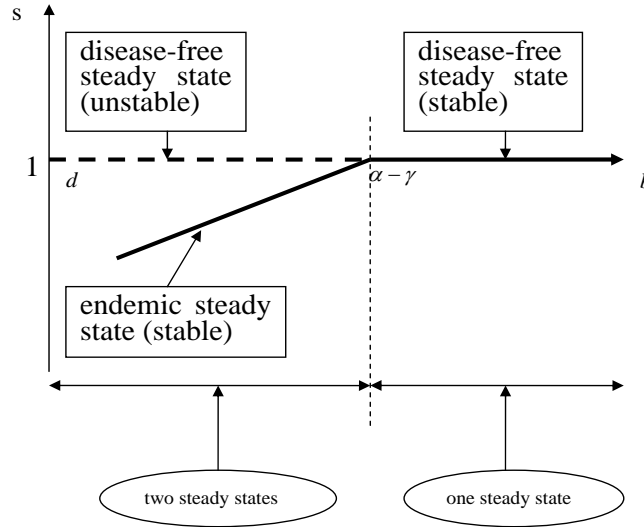 s
disease-free
steady state
(unstable)
disease-free
steady state
(stable)
1
d
α – γ
endemic steady
state (stable)
two steady states
one steady state